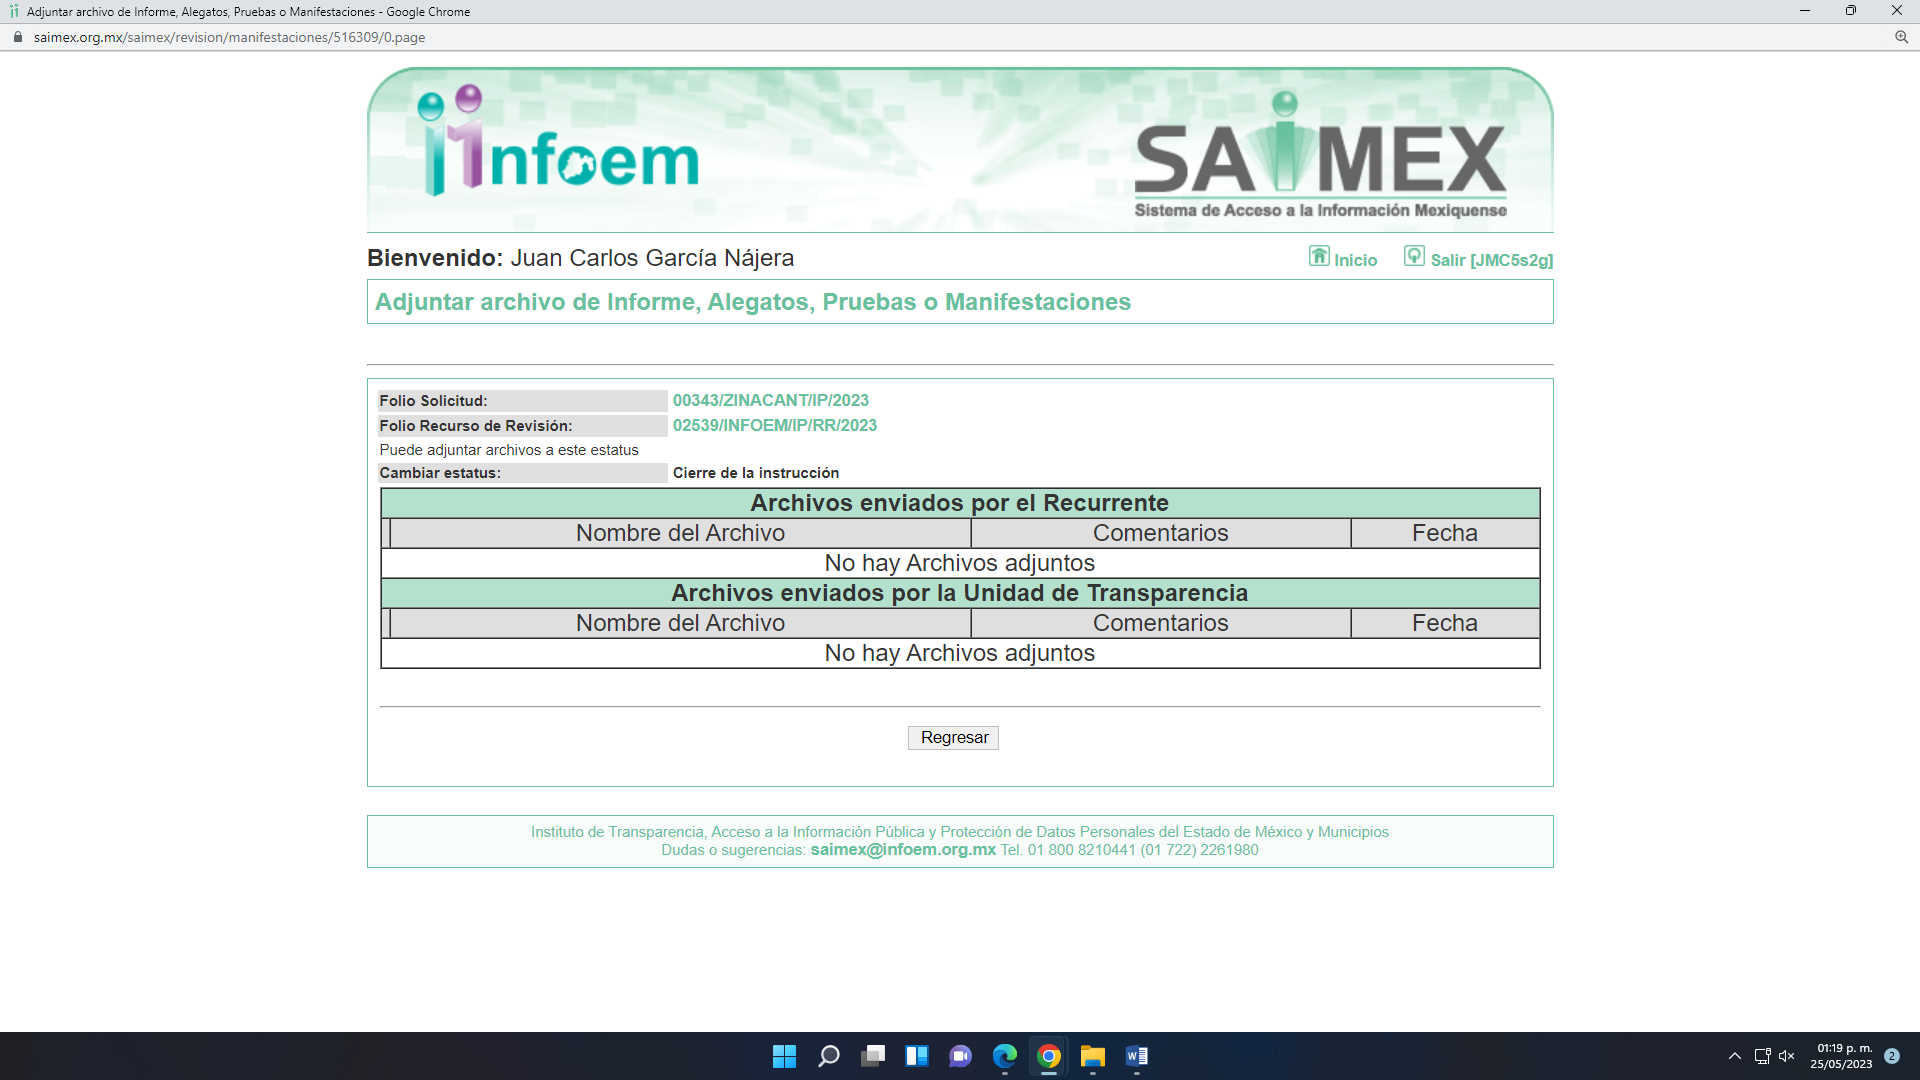 Adjuntar archivo de Informe, Alegatos, Pruebas o Manifestaciones - Google Chrome
saimex.org.mx/saimex/revision/manifestaciones/516309/0.page
infoem
SAIMEX
Sistema de Acceso a la Información Mexiquense
Bienvenido: Juan Carlos García Nájera
Inicio
Salir [JMC5s2g]
Adjuntar archivo de Informe, Alegatos, Pruebas o Manifestaciones
Folio Solicitud: 00343/ZINACANT/IP/2023
Folio Recurso de Revisión: 02539/INFOEM/IP/RR/2023
Puede adjuntar archivos a este estatus
Cambiar estatus: Cierre de la instrucción
Archivos enviados por el Recurrente
Nombre del Archivo Comentarios Fecha
No hay Archivos adjuntos
Archivos enviados por la Unidad de Transparencia
Nombre del Archivo Comentarios Fecha
No hay Archivos adjuntos
Regresar
Instituto de Transparencia, Acceso a la Información Pública y Protección de Datos Personales del Estado de México y Municipios
Dudas o sugerencias: saimex@infoem.org.mx Tel. 01 800 8210441 (01 722) 2261980
01:19 p. m.
25/05/2023
2